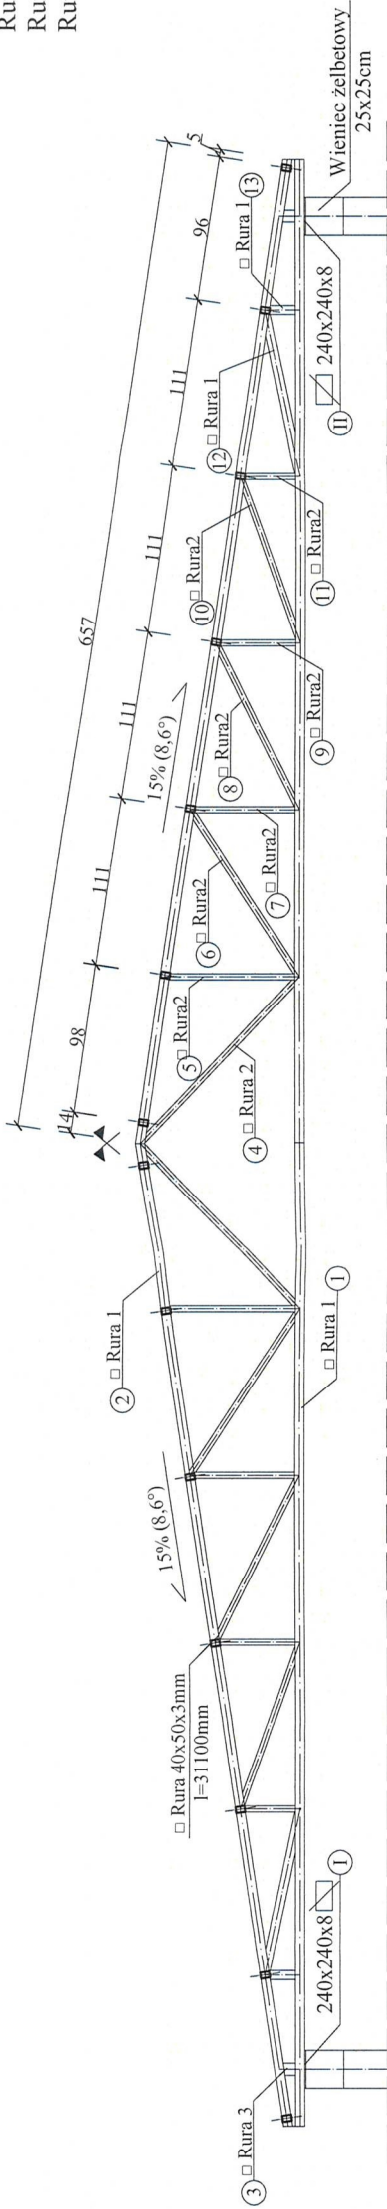 Ru
Ru
Ru
657
14
98
111
111
111
111
96
5
15% (8,6°)
15% (8,6°)
□ Rura 40x50x3mm
l=31100mm
② □ Rura 1
③ □ Rura 3
240x240x8
Ⅰ
□ Rura 1 ①
④ □ Rura 2
⑤ □ Rura2
⑥ □ Rura2
⑦ □ Rura2
⑧ □ Rura2
⑨ □ Rura2
⑩ □ Rura2
⑪ □ Rura2
⑫ □ Rura 1
□ Rura 1 ⑬
Ⅱ
240x240x8
Wieniec żelbetowy
25x25cm